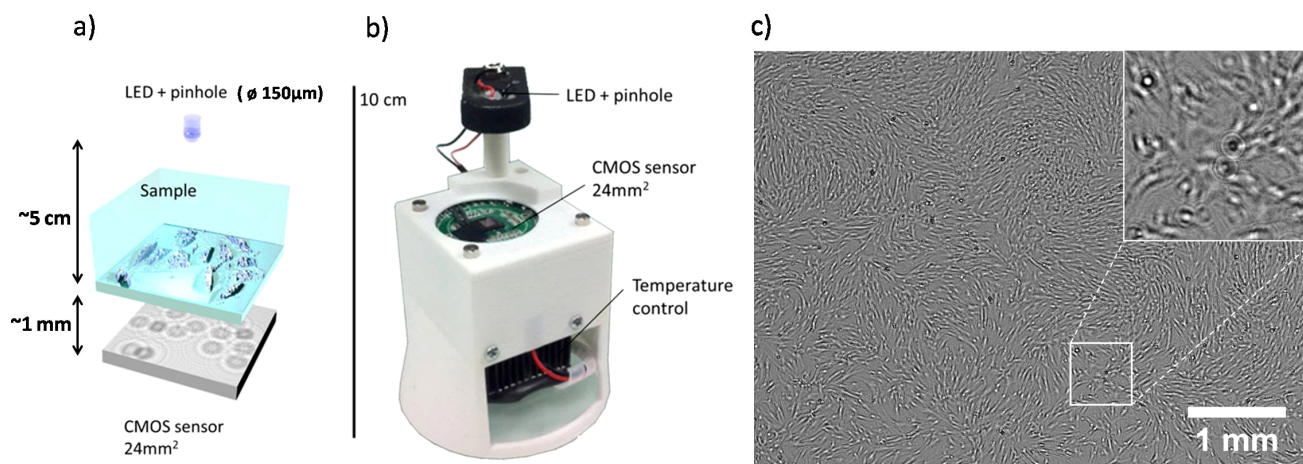 a)
LED + pinhole ( ø 150µm)
Sample
~5 cm
~1 mm
CMOS sensor
24mm²
b)
10 cm
LED + pinhole
CMOS sensor
24mm²
Temperature
control
c)
1 mm